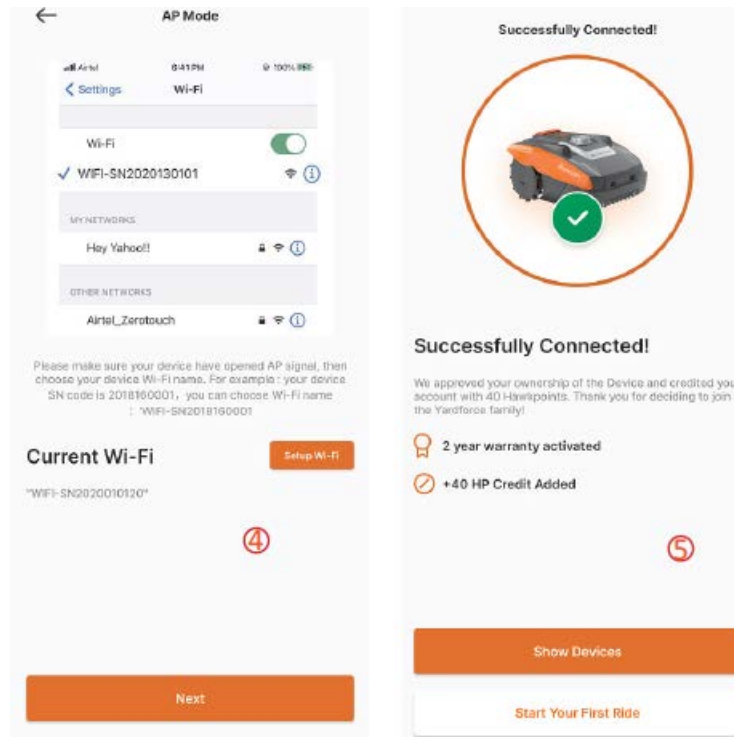 AP Mode
Airtel
6:41 PM
100%
Settings
Wi-Fi
Wi-Fi
WIFI-SN2020130101
MY NETWORKS
Hey Yahoo!!
OTHER NETWORKS
Airtel_Zerotouch
Please make sure your device have opened AP signal, then
choose your device Wi-Fi name. For example : your device
SN code is 2018160001, you can choose Wi-Fi name
: "WIFI-SN2018160001
Current Wi-Fi
Setup Wi-Fi
"WIFI-SN2020010120"
④
Next
Successfully Connected!
Successfully Connected!
We approved your ownership of the Device and credited you
account with 40 Hawkpoints. Thank you for deciding to join
the Yardforce family!
2 year warranty activated
+40 HP Credit Added
⑤
Show Devices
Start Your First Ride